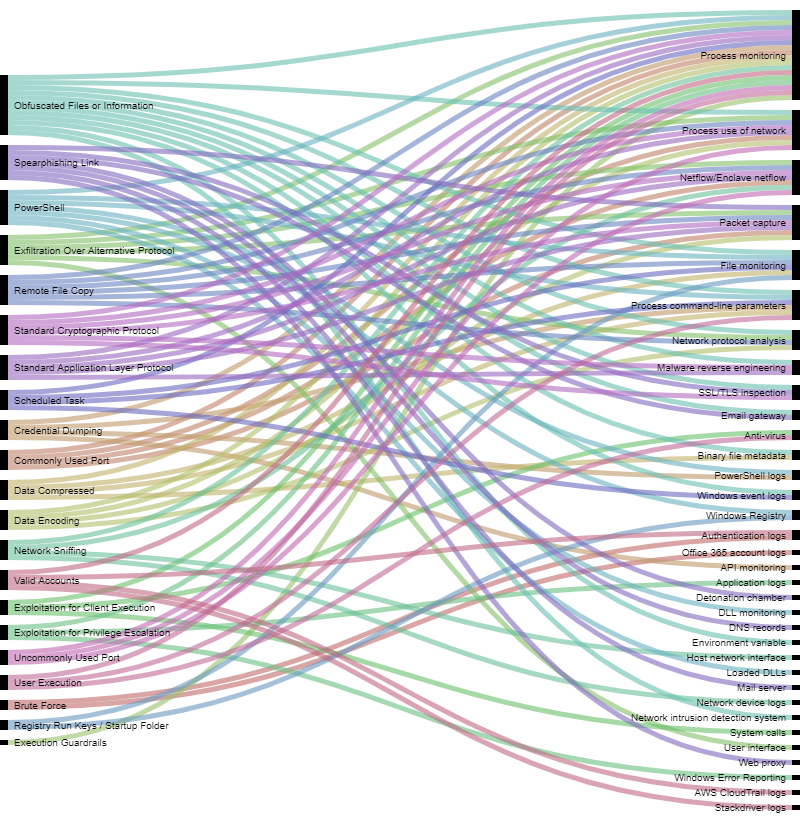 Obfuscated Files or Information
Spearphishing Link
PowerShell
Exfiltration Over Alternative Protocol
Remote File Copy
Standard Cryptographic Protocol
Standard Application Layer Protocol
Scheduled Task
Credential Dumping
Commonly Used Port
Data Compressed
Data Encoding
Network Sniffing
Valid Accounts
Exploitation for Client Execution
Exploitation for Privilege Escalation
Uncommonly Used Port
User Execution
Brute Force
Registry Run Keys / Startup Folder
Execution Guardrails
Process monitoring
Process use of network
Netflow/Enclave netflow
Packet capture
File monitoring
Process command-line parameters
Network protocol analysis
Malware reverse engineering
SSL/TLS inspection
Email gateway
Anti-virus
Binary file metadata
PowerShell logs
Windows event logs
Windows Registry
Authentication logs
Office 365 account logs
API monitoring
Application logs
Detonation chamber
DLL monitoring
DNS records
Environment variable
Host network interface
Loaded DLLs
Mail server
Network device logs
Network intrusion detection system
System calls
User interface
Web proxy
Windows Error Reporting
AWS CloudTrail logs
Stackdriver logs